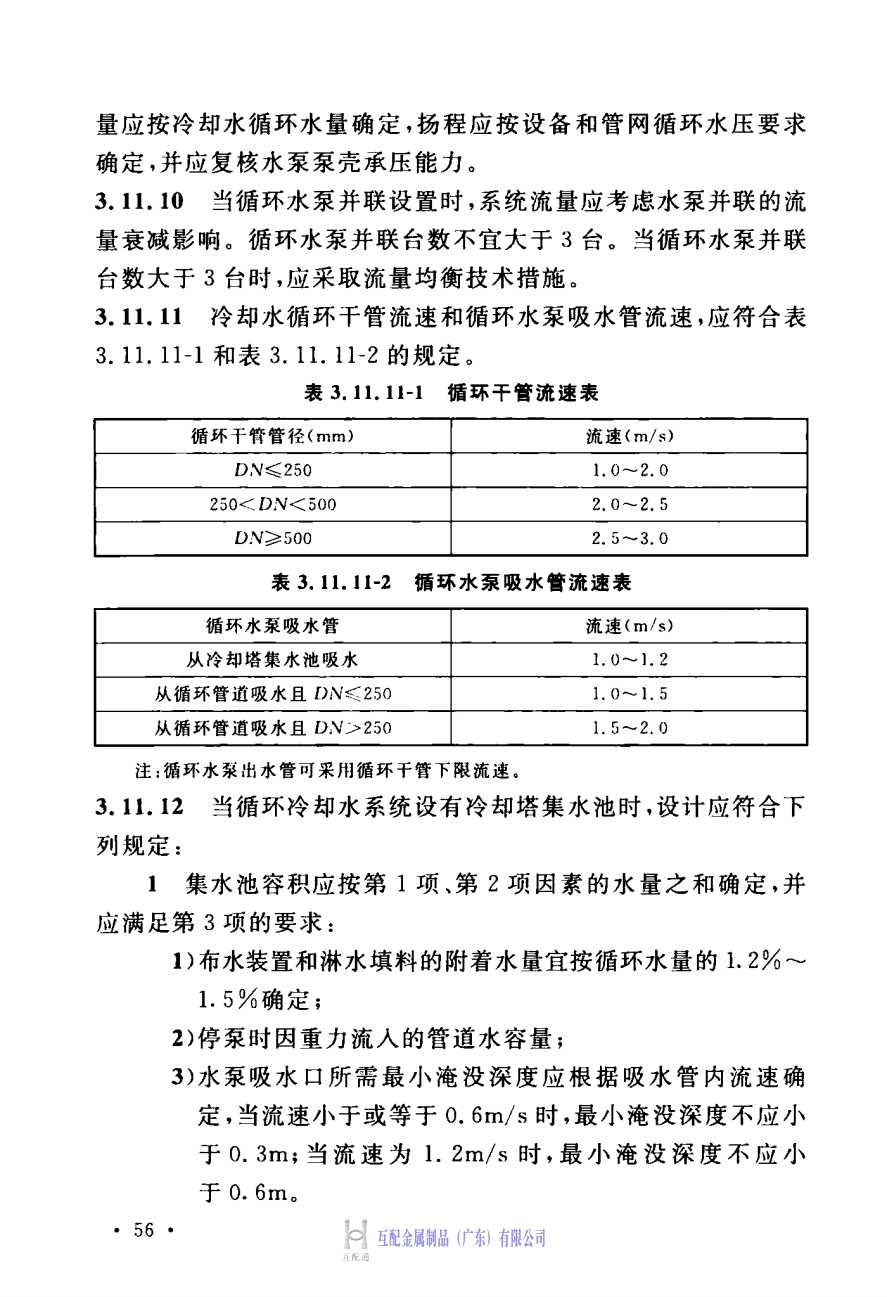 量应按冷却水循环水量确定,扬程应按设备和管网循环水压要求
确定,并应复核水泵泵壳承压能力。
3.11.10 当循环水泵并联设置时,系统流量应考虑水泵并联的流
量衰减影响。循环水泵并联台数不宜大于3台。当循环水泵并联
台数大于3台时,应采取流量均衡技术措施。
3.11.11 冷却水循环干管流速和循环水泵吸水管流速,应符合表
3.11.11-1和表3.11.11-2的规定。
表3.11.11-1 循环干管流速表
循环干管管径(mm) 流速(m/s)
DN≤250 1.0~2.0
250<DN<500 2.0~2.5
DN≥500 2.5~3.0
表3.11.11-2 循环水泵吸水管流速表
循环水泵吸水管 流速(m/s)
从冷却塔集水池吸水 1.0~1.2
从循环管道吸水且DN≤250 1.0~1.5
从循环管道吸水且DN>250 1.5~2.0
注:循环水泵出水管可采用循环干管下限流速。
3.11.12 当循环冷却水系统设有冷却塔集水池时,设计应符合下
列规定:
1 集水池容积应按第1项、第2项因素的水量之和确定,并
应满足第3项的要求:
1)布水装置和淋水填料的附着水量宜按循环水量的1.2%~
1.5%确定;
2)停泵时因重力流入的管道水容量;
3)水泵吸水口所需最小淹没深度应根据吸水管内流速确
定,当流速小于或等于0.6m/s时,最小淹没深度不应小
于0.3m;当流速为1.2m/s时,最小淹没深度不应小
于0.6m。
·56·
互配金属制品(广东)有限公司
互配通